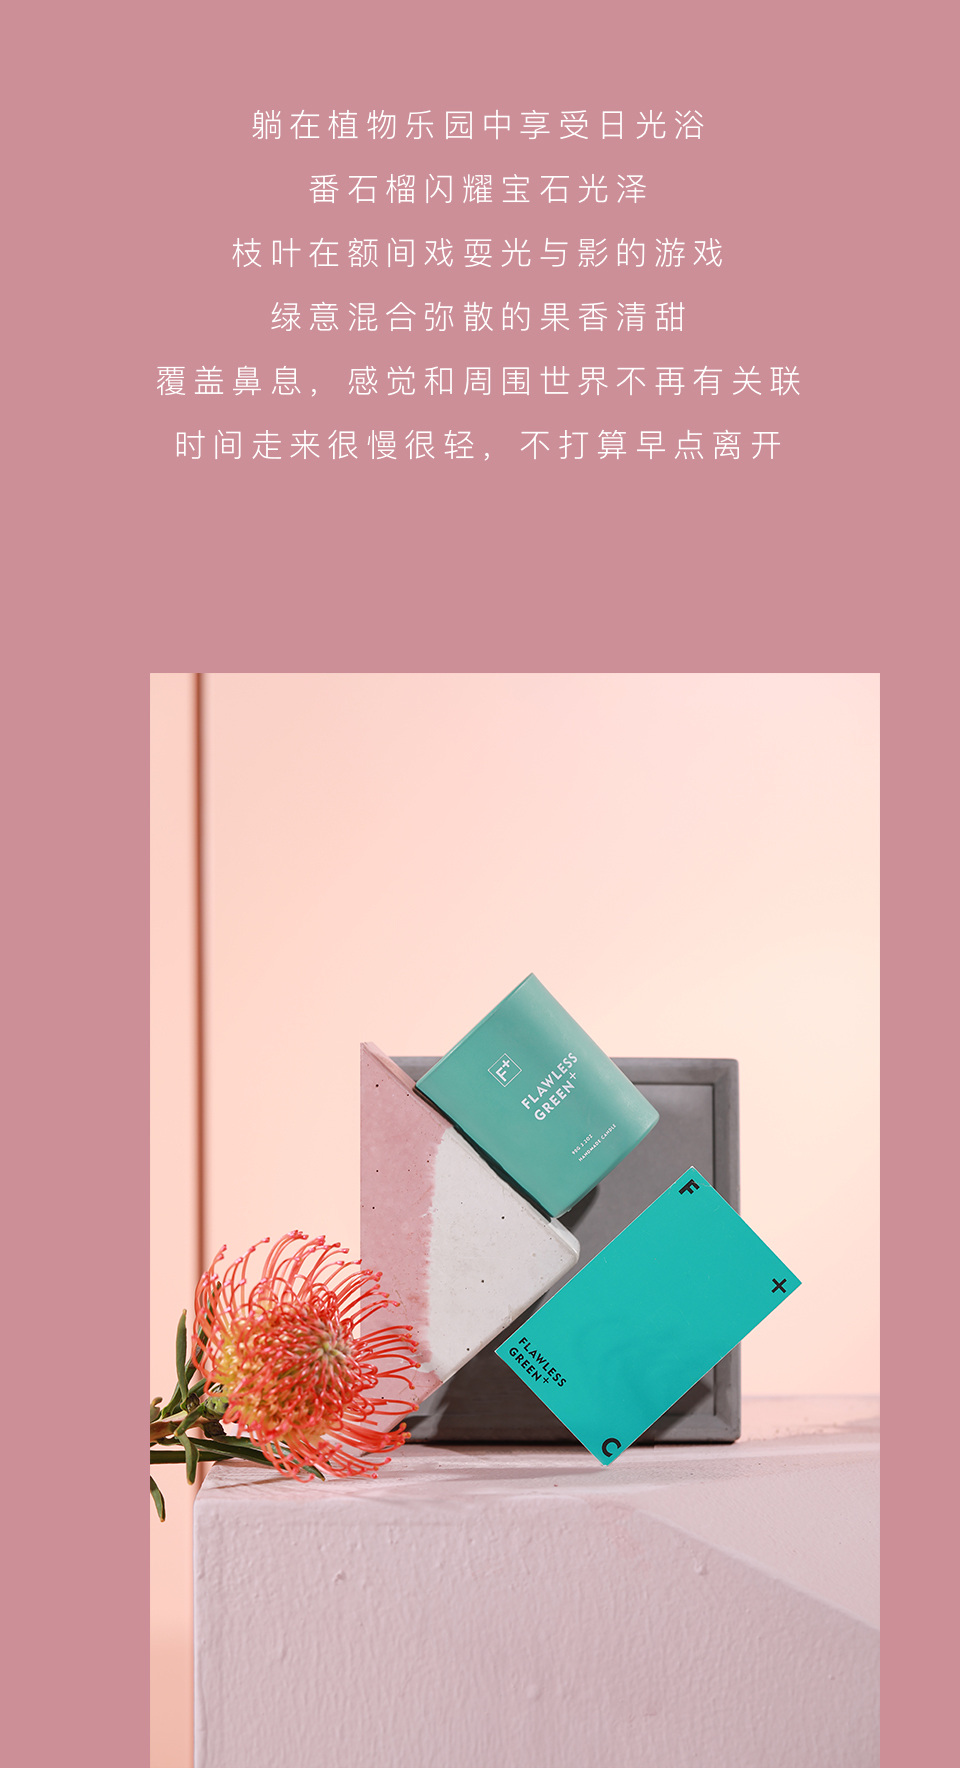 躺在植物乐园中享受日光浴
番石榴闪耀宝石光泽
枝叶在额间戏耍光与影的游戏
绿意混合弥散的果香清甜
覆盖鼻息，感觉和周围世界不再有关联
时间走来很慢很轻，不打算早点离开
F+
FLAWLESS
GREEN+
HANDMADE CANDLE
F
+
FLAWLESS
GREEN+
C